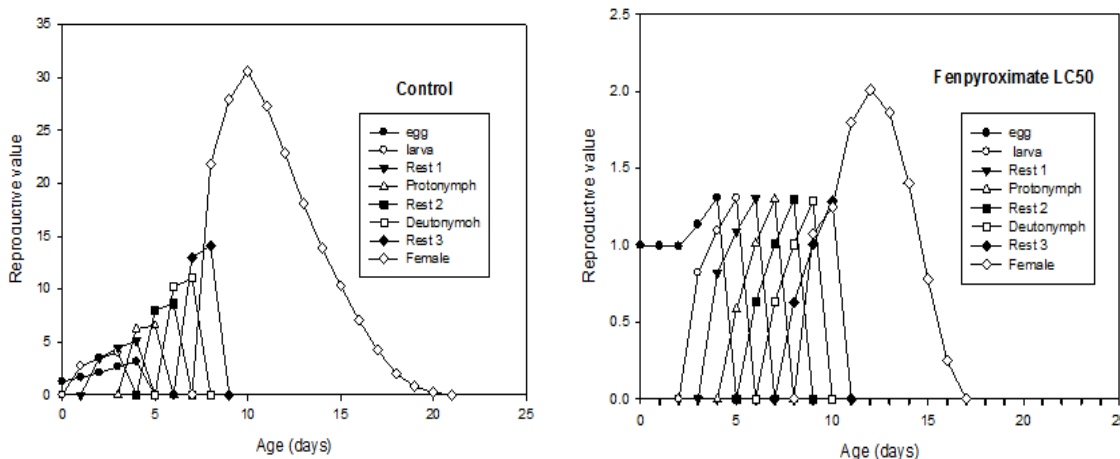 35
30
25
20
15
10
5
0
Reproductive value
Control
egg
larva
Rest 1
Protonymph
Rest 2
Deutonymoh
Rest 3
Female
0 5 10 15 20 25
Age (days)
2.5
2.0
1.5
1.0
0.5
0.0
Reproductive value
Fenpyroximate LC50
egg
larva
Rest 1
Protonymph
Rest 2
Deutonymph
Rest 3
Female
0 5 10 15 20 25
Age (days)